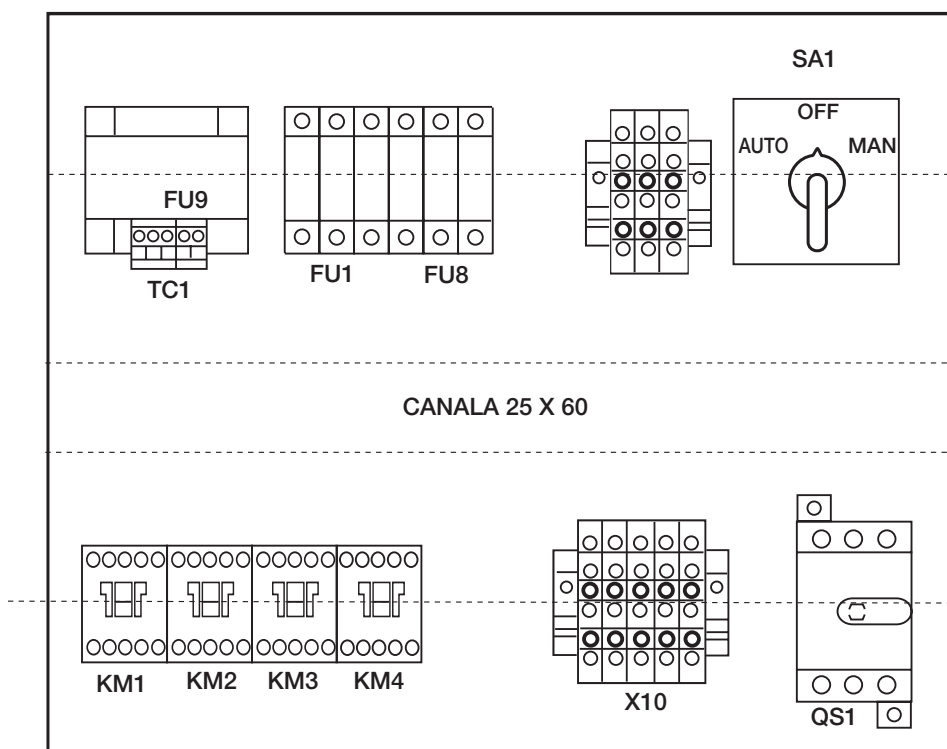 SA1
OFF
AUTO
MAN
FU9
TC1
FU1
FU8
CANALA 25 X 60
KM1
KM2
KM3
KM4
X10
QS1